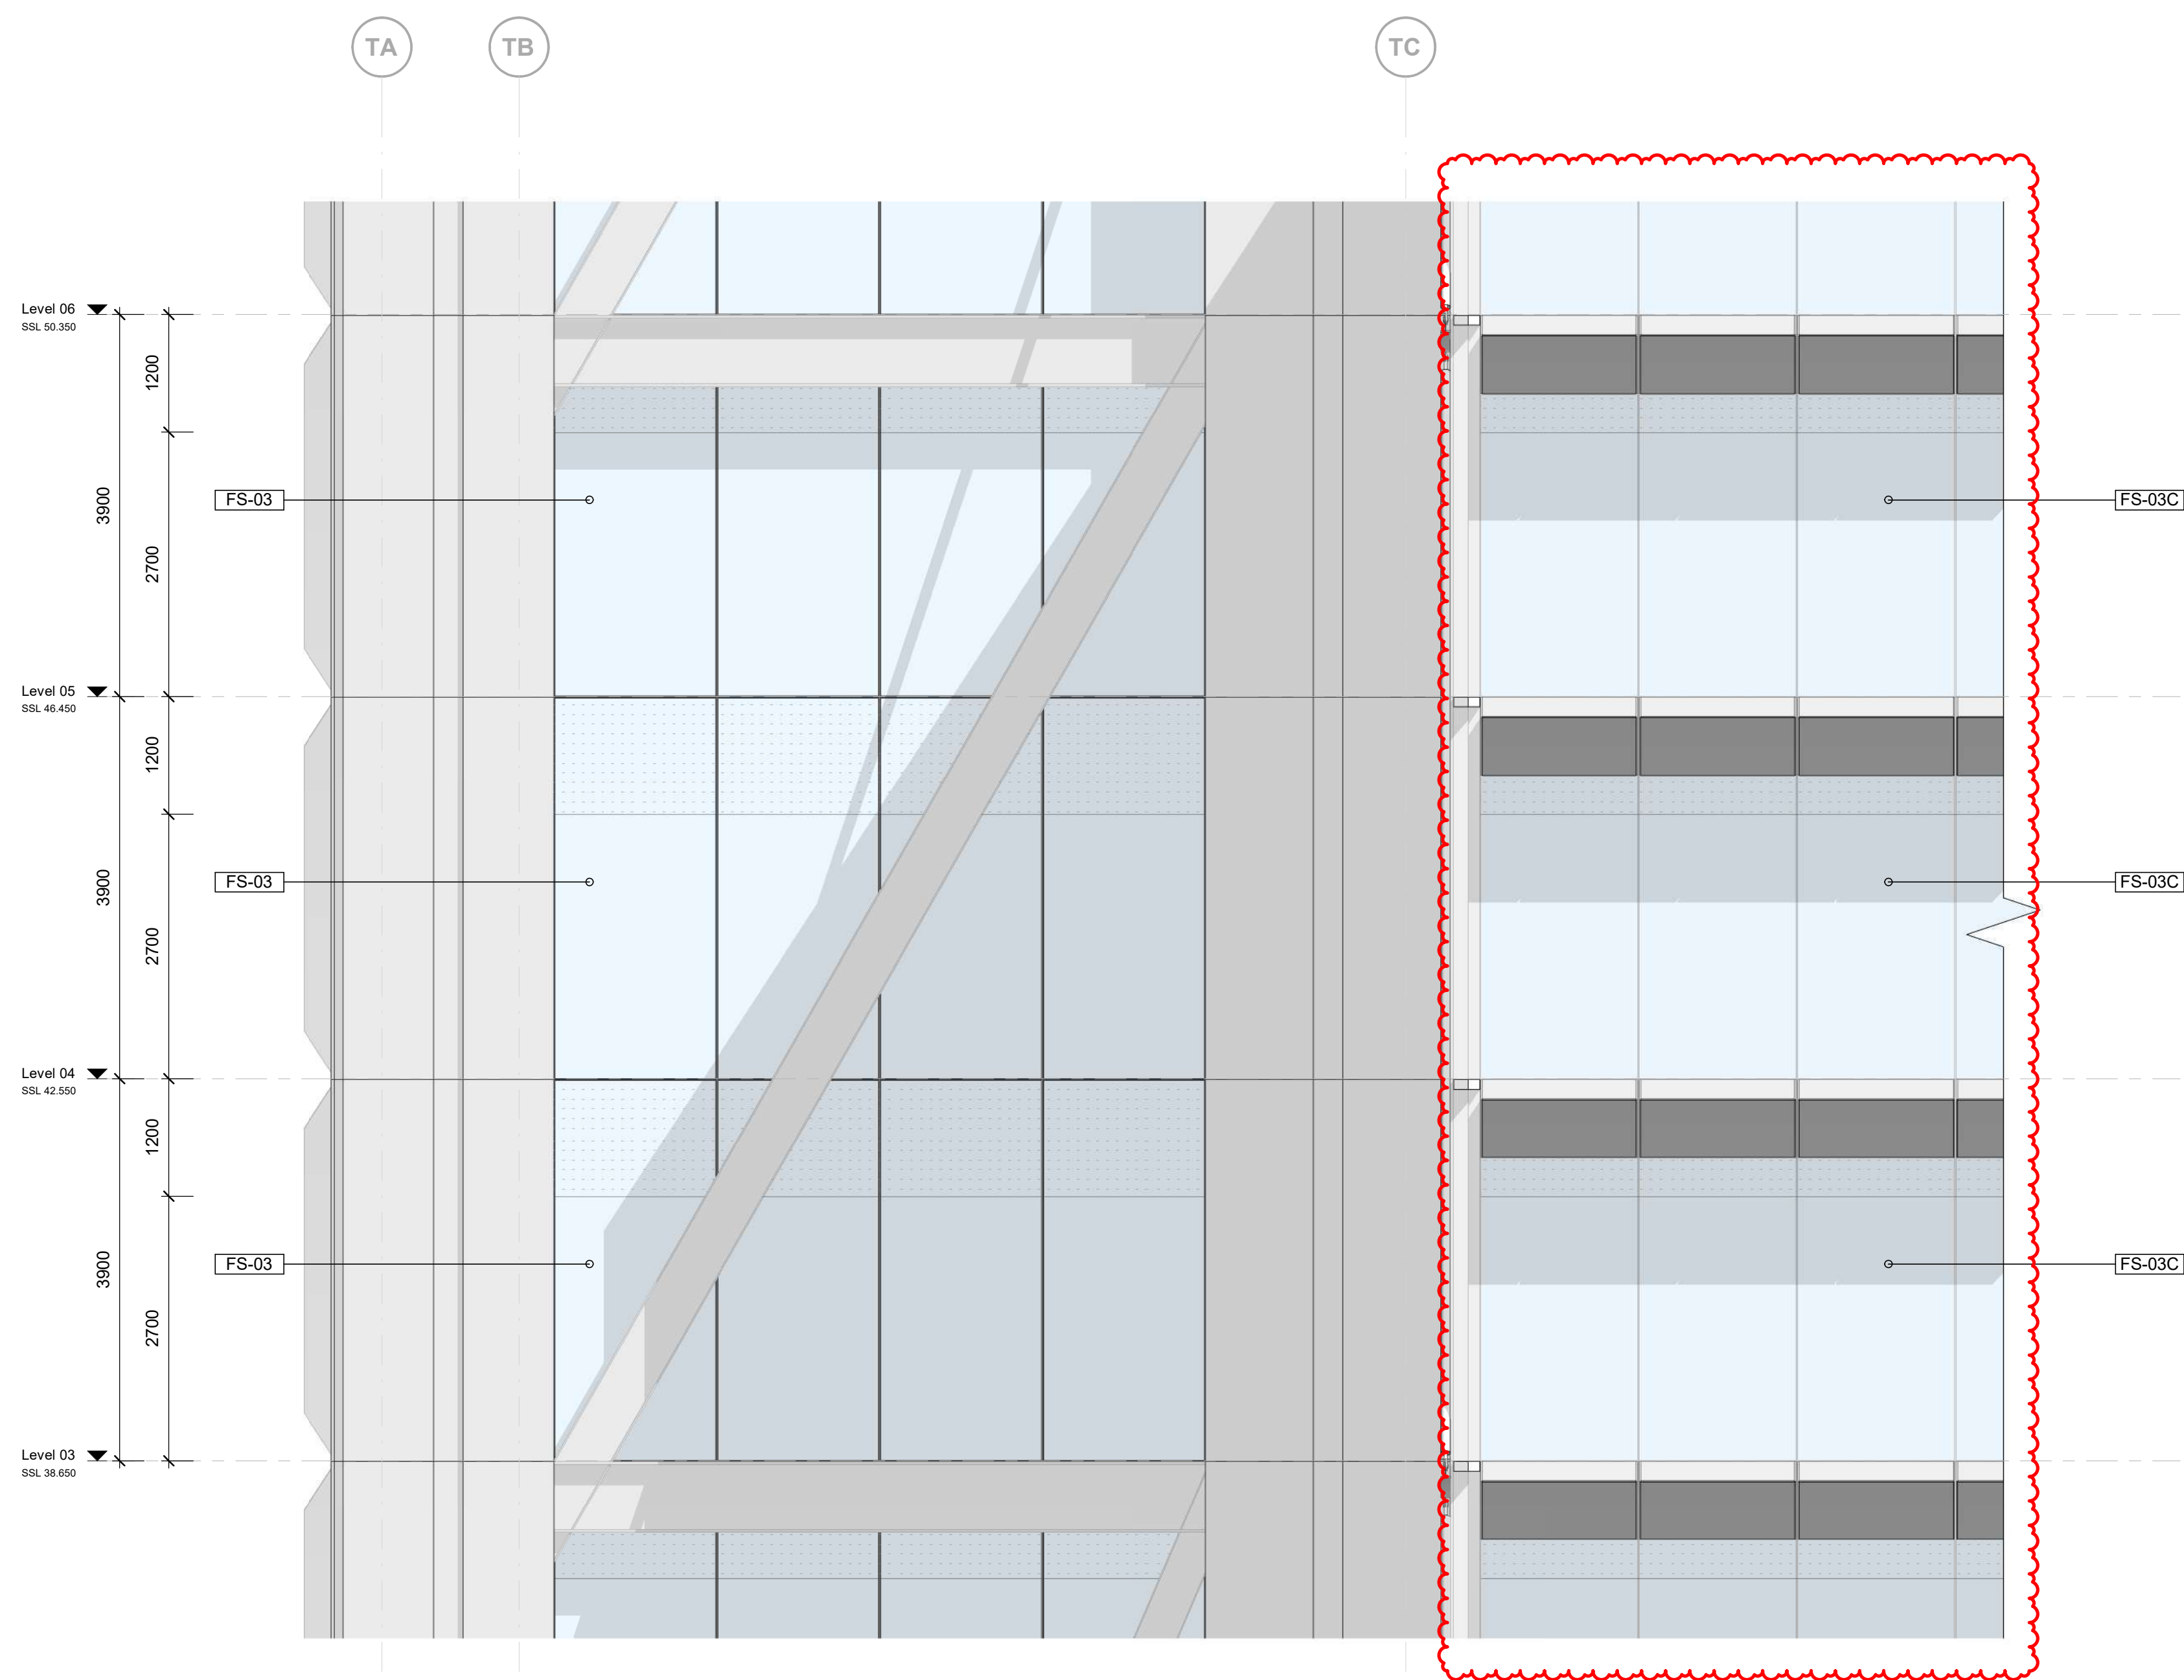 TA
TB
TC
Level 06
SSL 50.350
1200
3900
FS-03
FS-03C
2700
Level 05
SSL 46.450
1200
3900
FS-03
FS-03C
2700
Level 04
SSL 42.550
1200
3900
FS-03
FS-03C
2700
Level 03
SSL 38.650